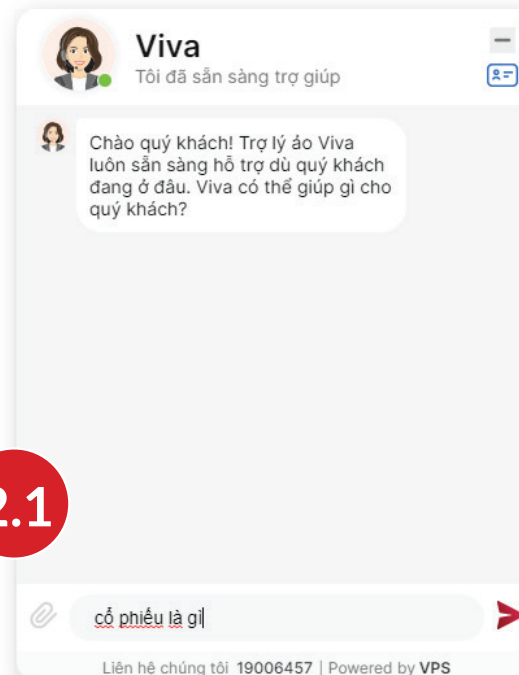 Viva
Tôi đã sẵn sàng trợ giúp
Chào quý khách! Trợ lý ảo Viva
luôn sẵn sàng hỗ trợ dù quý khách
đang ở đâu. Viva có thể giúp gì cho
quý khách?
2.1
cổ phiếu là gì
Liên hệ chúng tôi 19006457 | Powered by VPS